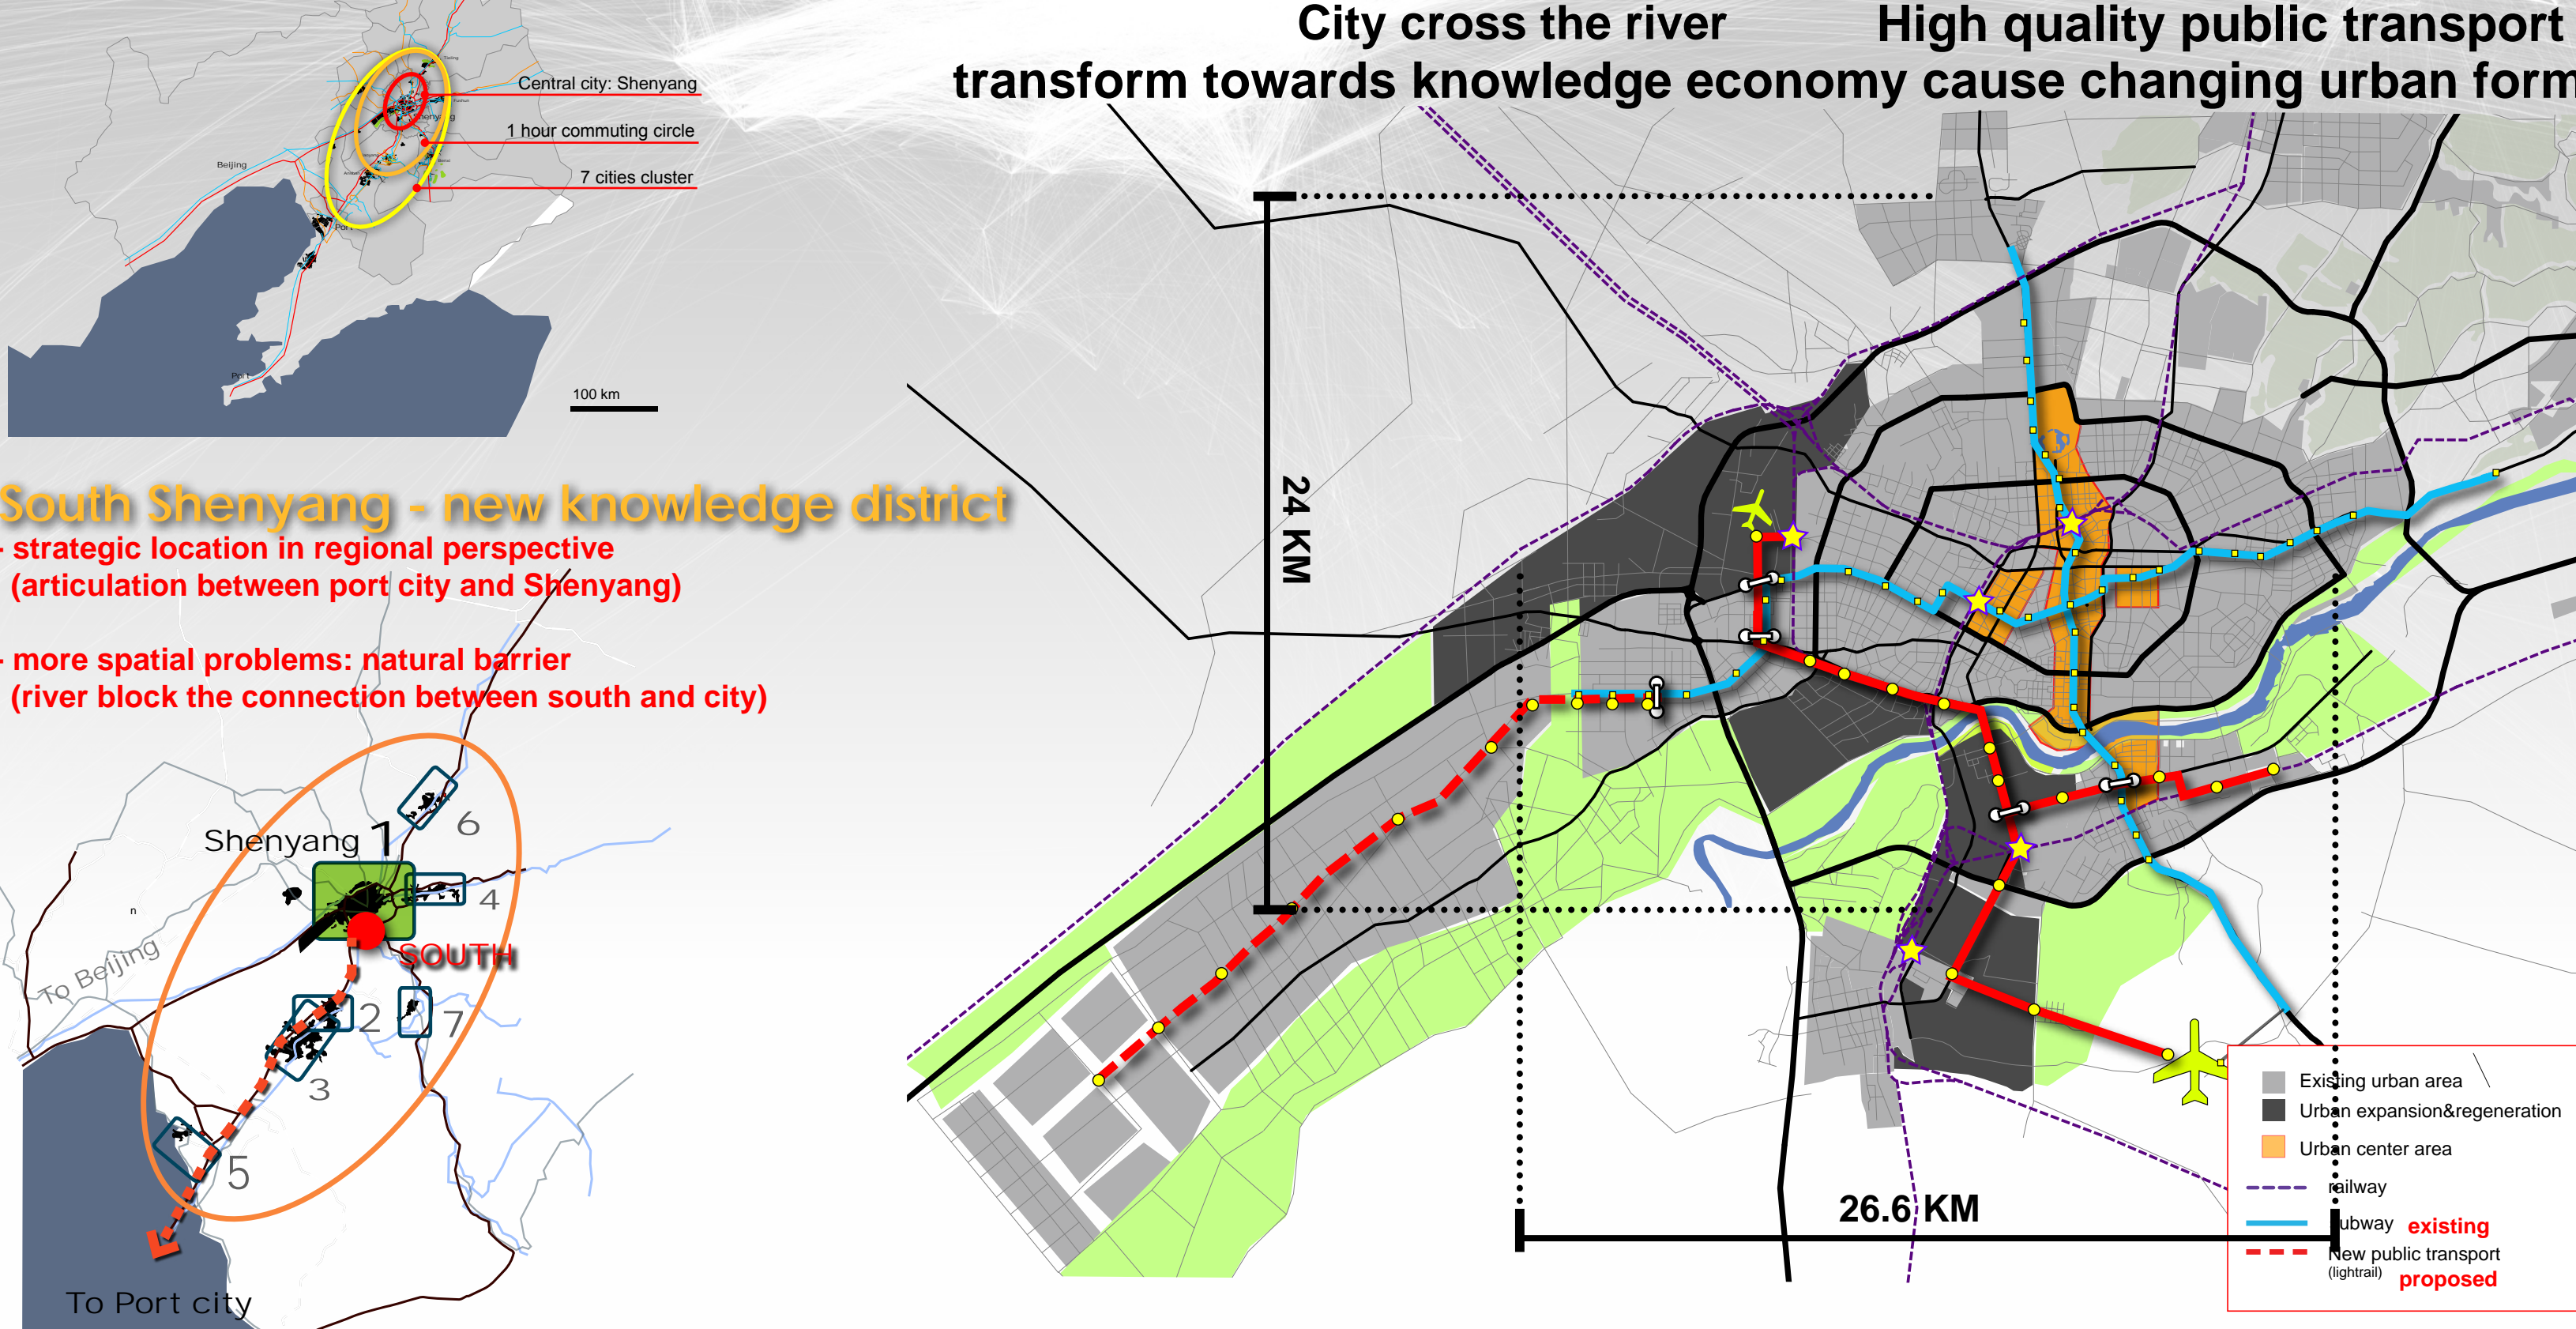 City cross the river
High quality public transport
transform towards knowledge economy cause changing urban form
Central city: Shenyang
1 hour commuting circle
7 cities cluster
Beijing
Port
Port
100 km
South Shenyang - new knowledge district
- strategic location in regional perspective
(articulation between port city and Shenyang)
- more spatial problems: natural barrier
(river block the connection between south and city)
Shenyang
1
6
4
SOUTH
n
To Beijing
2
7
3
5
To Port city
24 KM
26.6 KM
Existing urban area
Urban expansion&regeneration
Urban center area
railway
subway existing
New public transport
(lightrail) proposed